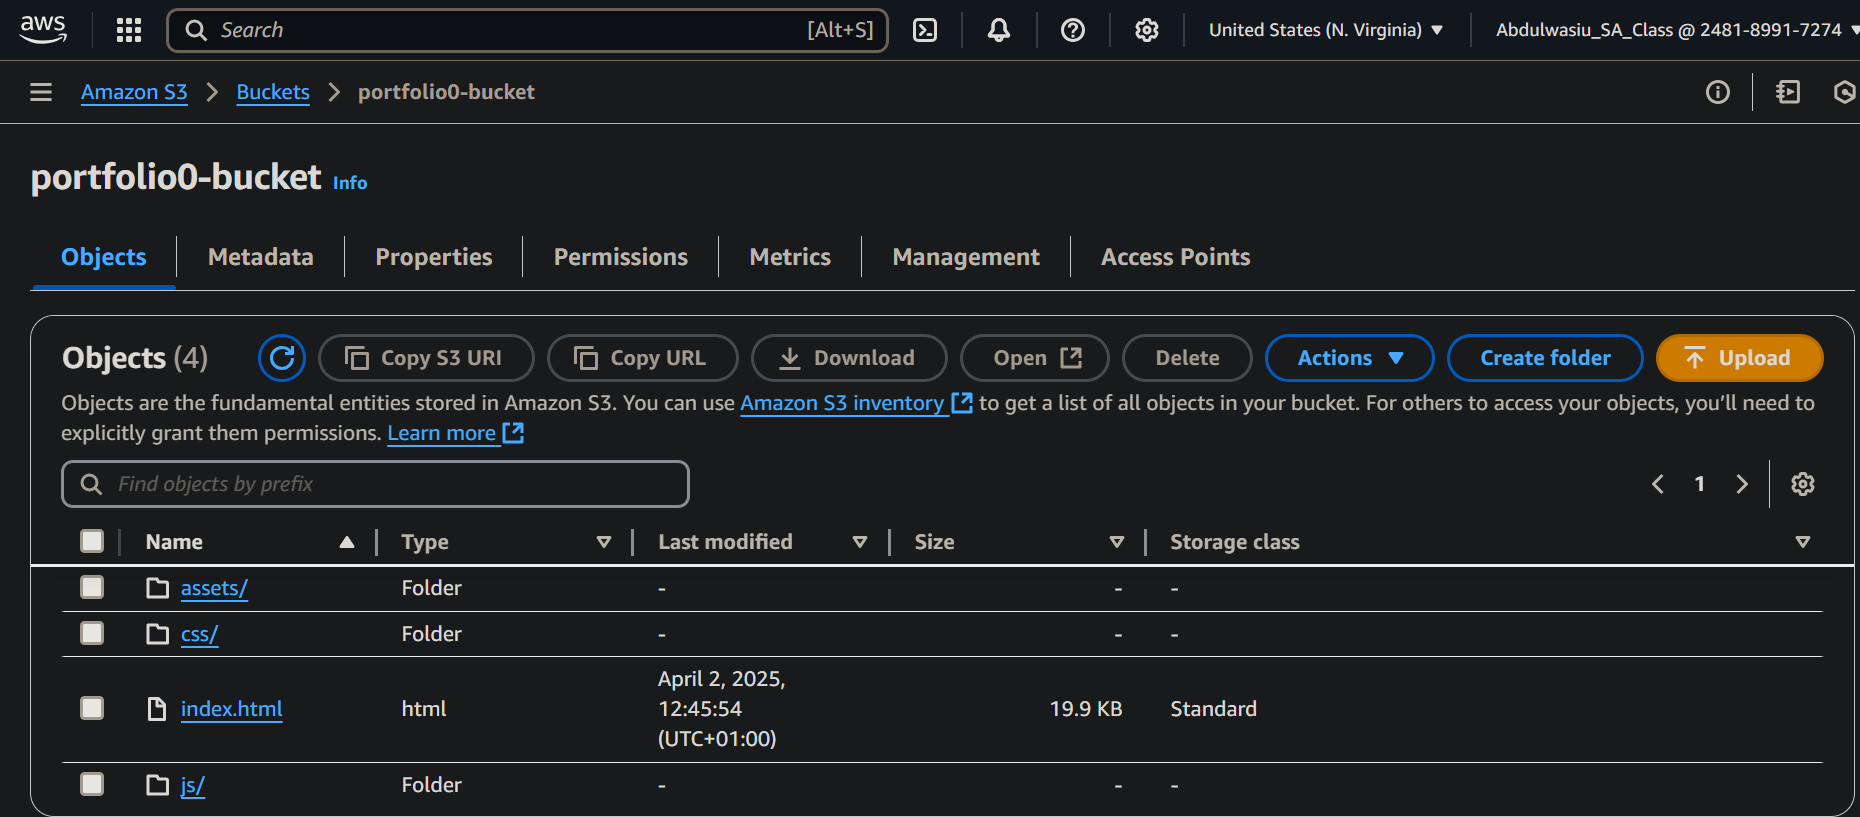 aws
Search [Alt+S] United States (N. Virginia) Abdulwasiu_SA_Class @ 2481-8991-7274
Amazon S3 Buckets portfolio0-bucket
portfolio0-bucket Info
Objects Metadata Properties Permissions Metrics Management Access Points
Objects (4) Copy S3 URI Copy URL Download Open Delete Actions Create folder Upload
Objects are the fundamental entities stored in Amazon S3. You can use Amazon S3 inventory to get a list of all objects in your bucket. For others to access your objects, you'll need to
explicitly grant them permissions. Learn more
Find objects by prefix 1
Name Type Last modified Size Storage class
assets/ Folder - - -
css/ Folder - - -
April 2, 2025,
index.html html 12:45:54 19.9 KB Standard
(UTC+01:00)
js/ Folder - - -